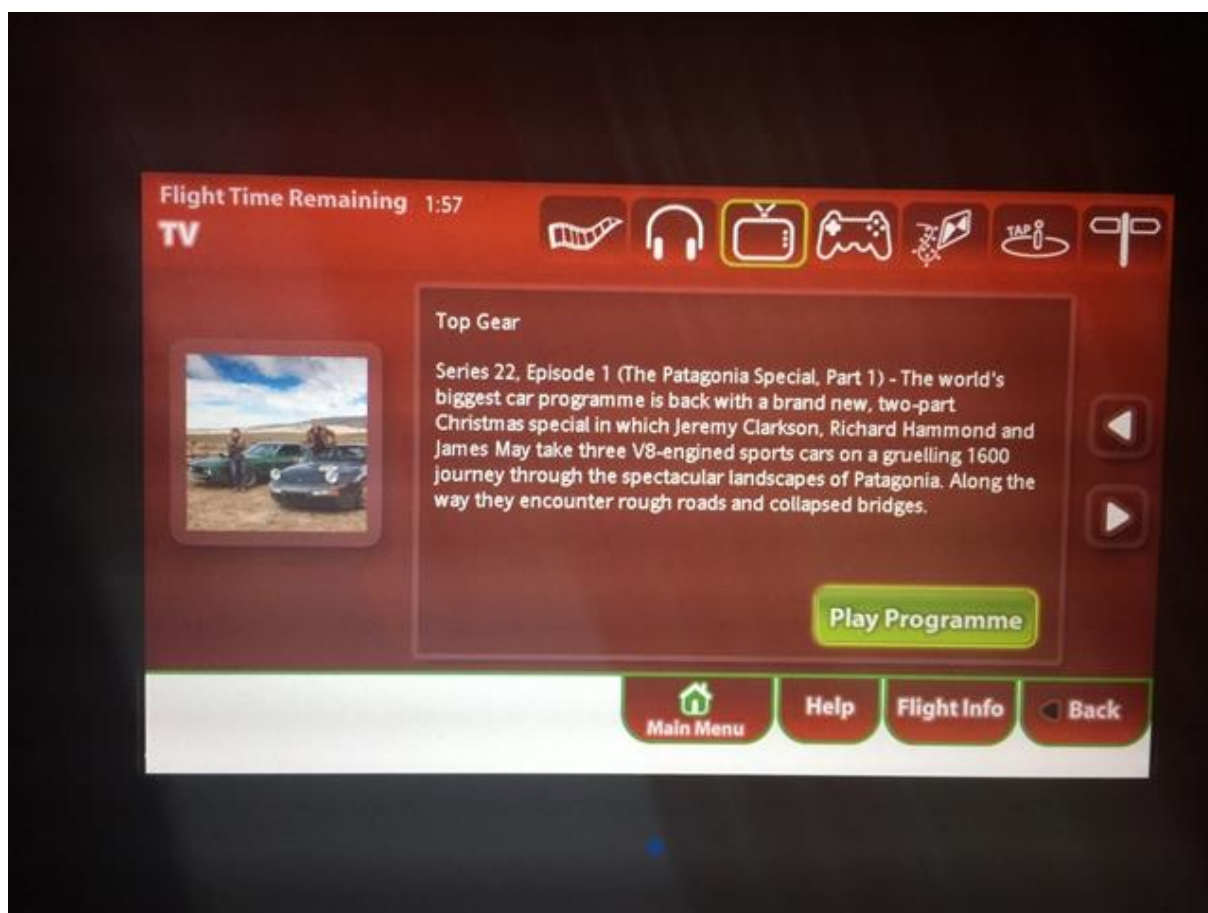 Flight Time Remaining 1:57
TV
TAP
Top Gear
Series 22, Episode 1 (The Patagonia Special, Part 1) - The world's
biggest car programme is back with a brand new, two-part
Christmas special in which Jeremy Clarkson, Richard Hammond and
James May take three V8-engined sports cars on a gruelling 1600
journey through the spectacular landscapes of Patagonia. Along the
way they encounter rough roads and collapsed bridges.
Play Programme
Main Menu
Help
Flight Info
Back